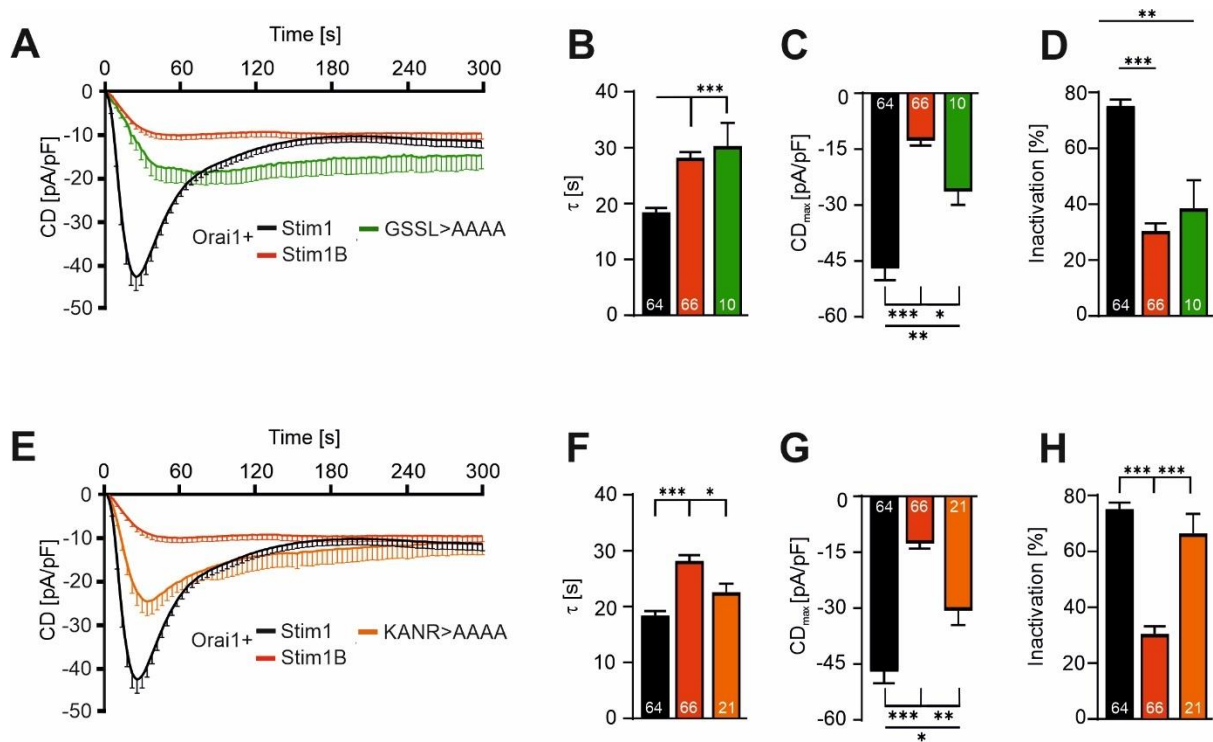 A
Time [s]
0 60 120 180 240 300
0
-10
-20
-30
-40
-50
CD [pA/pF]
Orai1+
Stim1
Stim1B
GSSL>AAAA
B
***
40
30
20
10
0
τ [s]
64 66 10
C
0
-15
-30
-45
-60
CDmax [pA/pF]
64 66 10
*** *
**
D
**
***
80
60
40
20
0
Inactivation [%]
64 66 10
E
Time [s]
0 60 120 180 240 300
0
-10
-20
-30
-40
-50
CD [pA/pF]
Orai1+
Stim1
Stim1B
KANR>AAAA
F
*** *
40
30
20
10
0
τ [s]
64 66 21
G
0
-15
-30
-45
-60
CDmax [pA/pF]
64 66 21
*** **
*
H
*** ***
80
60
40
20
0
Inactivation [%]
64 66 21